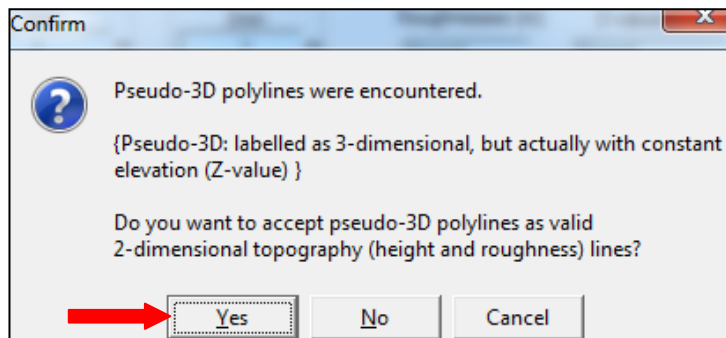 Confirm
Pseudo-3D polylines were encountered.
{Pseudo-3D: labelled as 3-dimensional, but actually with constant
elevation (Z-value) }
Do you want to accept pseudo-3D polylines as valid
2-dimensional topography (height and roughness) lines?
Yes No Cancel